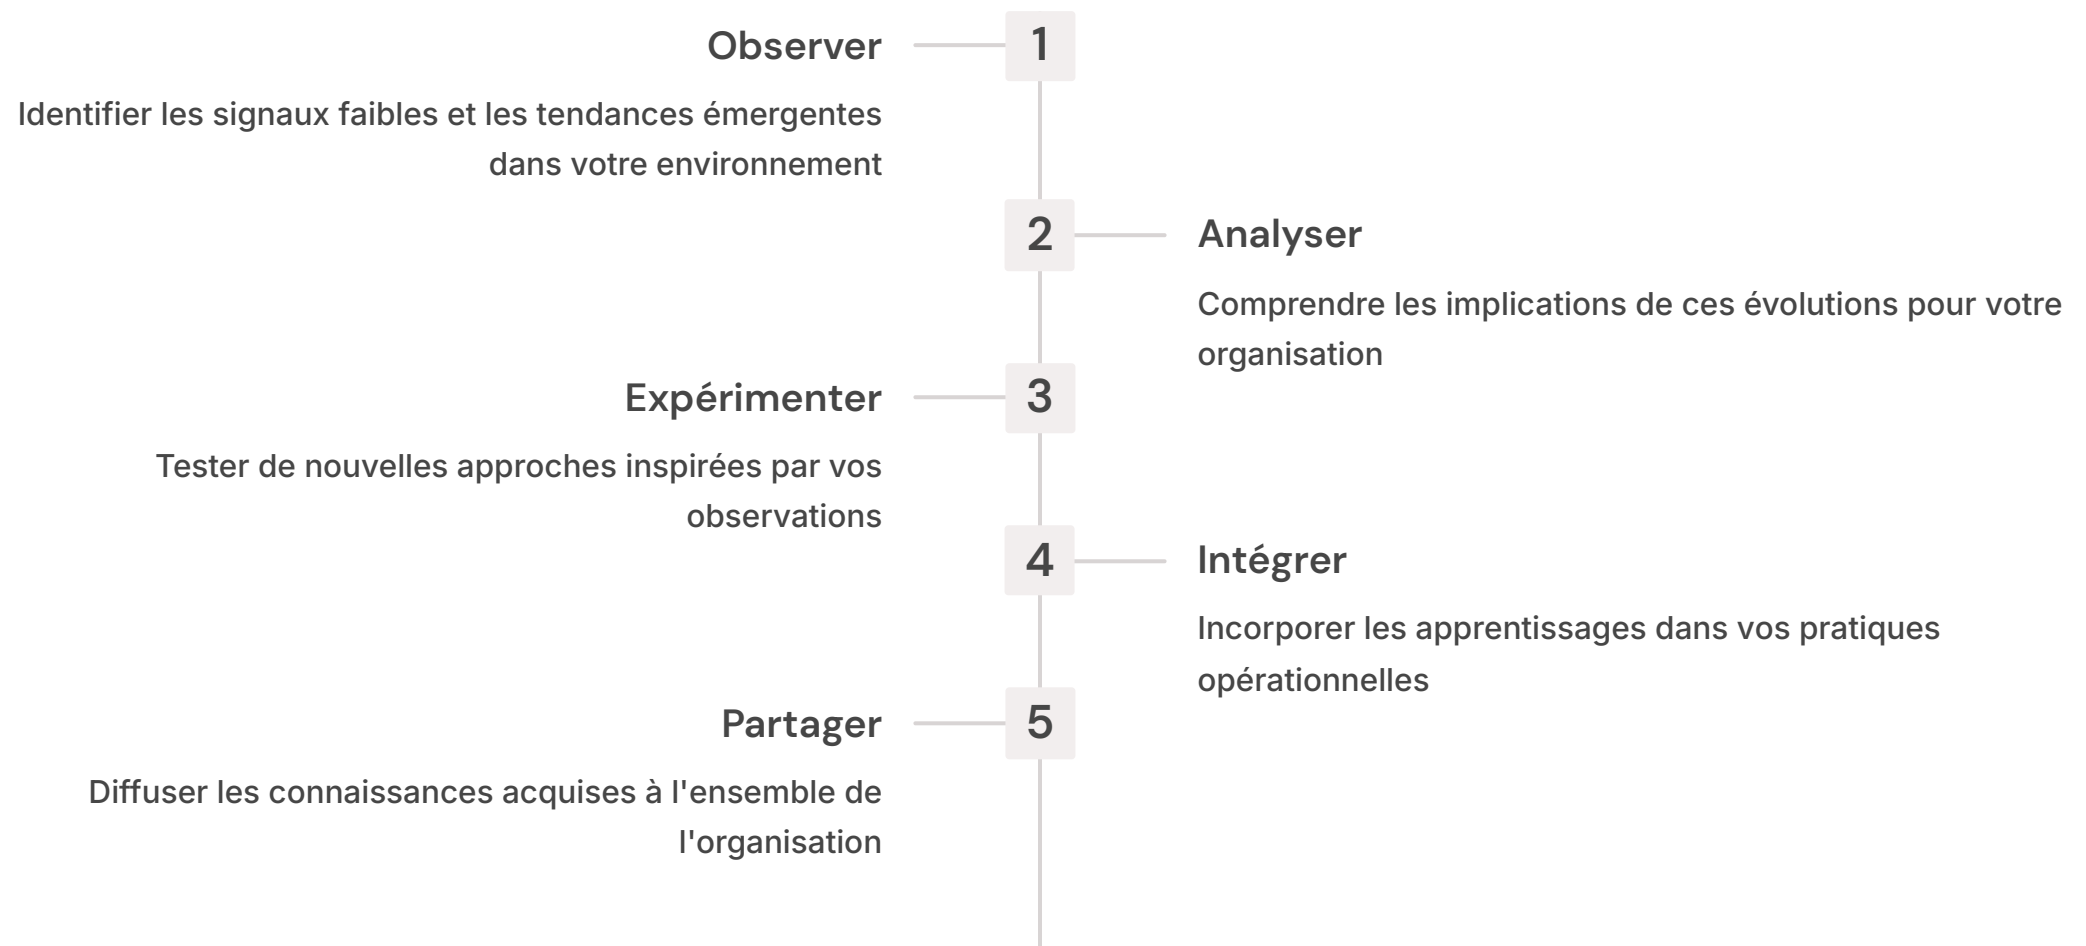 Observer
1
Identifier les signaux faibles et les tendances émergentes
dans votre environnement
2
Analyser
Comprendre les implications de ces évolutions pour votre
organisation
Expérimenter
3
Tester de nouvelles approches inspirées par vos
observations
4
Intégrer
Incorporer les apprentissages dans vos pratiques
opérationnelles
Partager
5
Diffuser les connaissances acquises à l'ensemble de
l'organisation